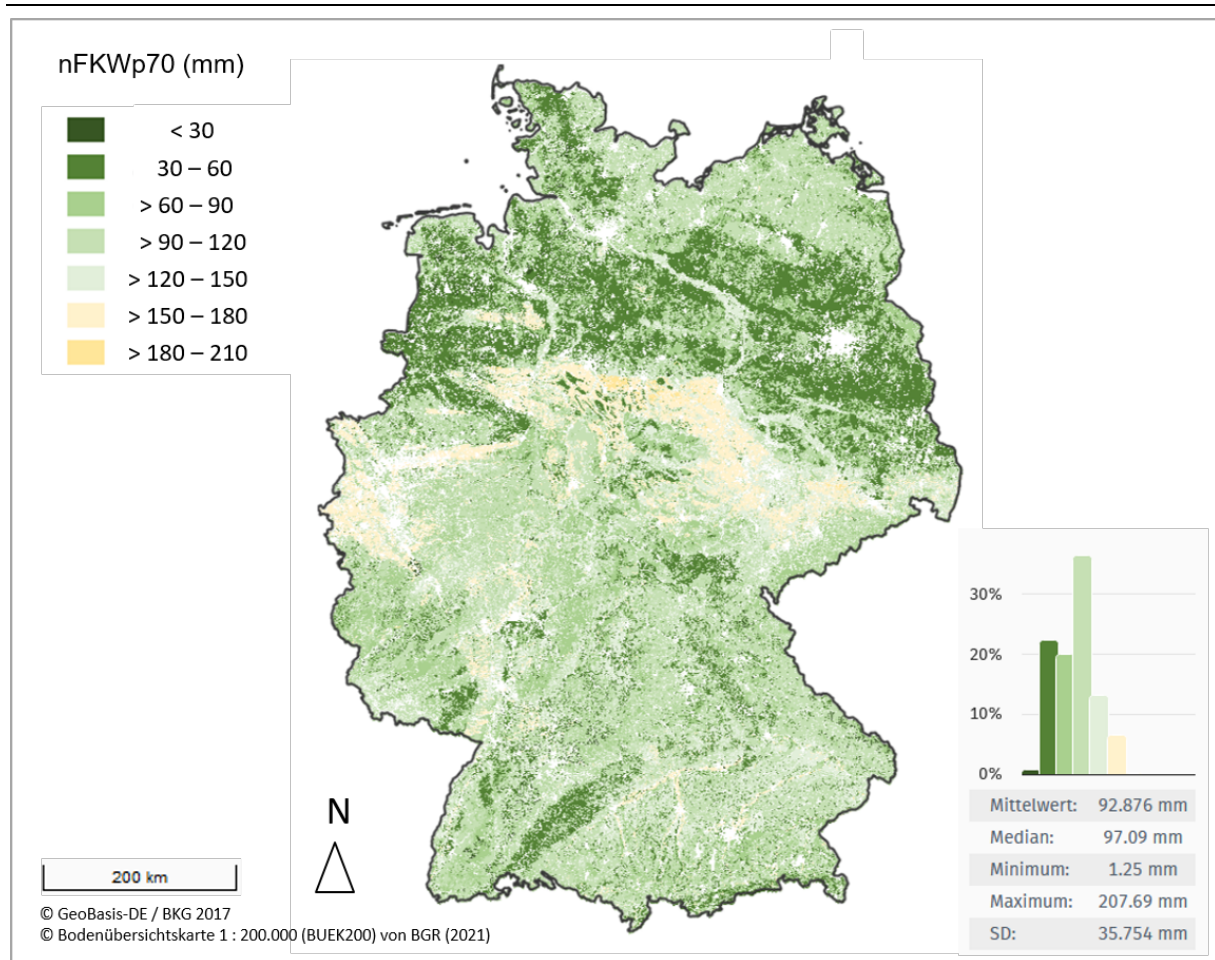 nFKWp70 (mm)
< 30
30 – 60
> 60 – 90
> 90 – 120
> 120 – 150
> 150 – 180
> 180 – 210
30%
20%
10%
0%
Mittelwert: 92.876 mm
Median: 97.09 mm
Minimum: 1.25 mm
Maximum: 207.69 mm
SD: 35.754 mm
N
200 km
© GeoBasis-DE / BKG 2017
© Bodenübersichtskarte 1 : 200.000 (BUEK200) von BGR (2021)